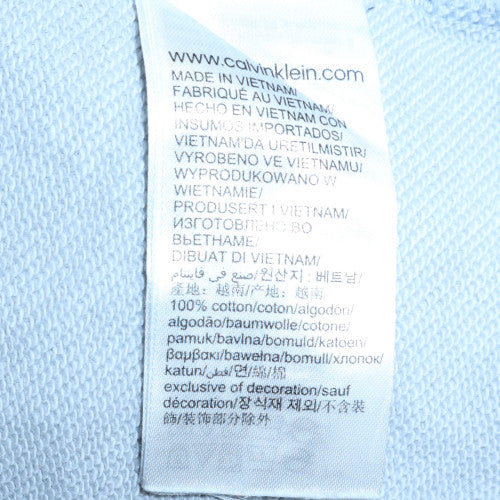 www.calvinklein.com
MADE IN VIETNAM/
FABRIQUÉ AU VIETNAM/
HECHO EN VIETNAM CON
INSUMOS IMPORTADOS/
VIETNAM'DA ÜRETILMISTIR/
VYROBENO VE VIETNAMU/
WYPRODUKOWANO W
WIETNAMIE/
PRODUSERT I VIETNAM/
ИЗГОТОВЛЕНО ВО
ВЬЕТНАМЕ/
DIBUAT DI VIETNAM
صنع في فايتنام/원산지 : 베트남/
產地：越南/产地：越南
100% cotton/coton/algodón/
algodão/baumwolle/cotone/
pamuk/bavlna/bomuld/katoen/
βαμβακι/bawełna/bomull/хлопок/
katun/قطن/면/綿/棉
exclusive of decoration/sauf
décoration/장식재 제외/不含裝
飾/装饰部分除外